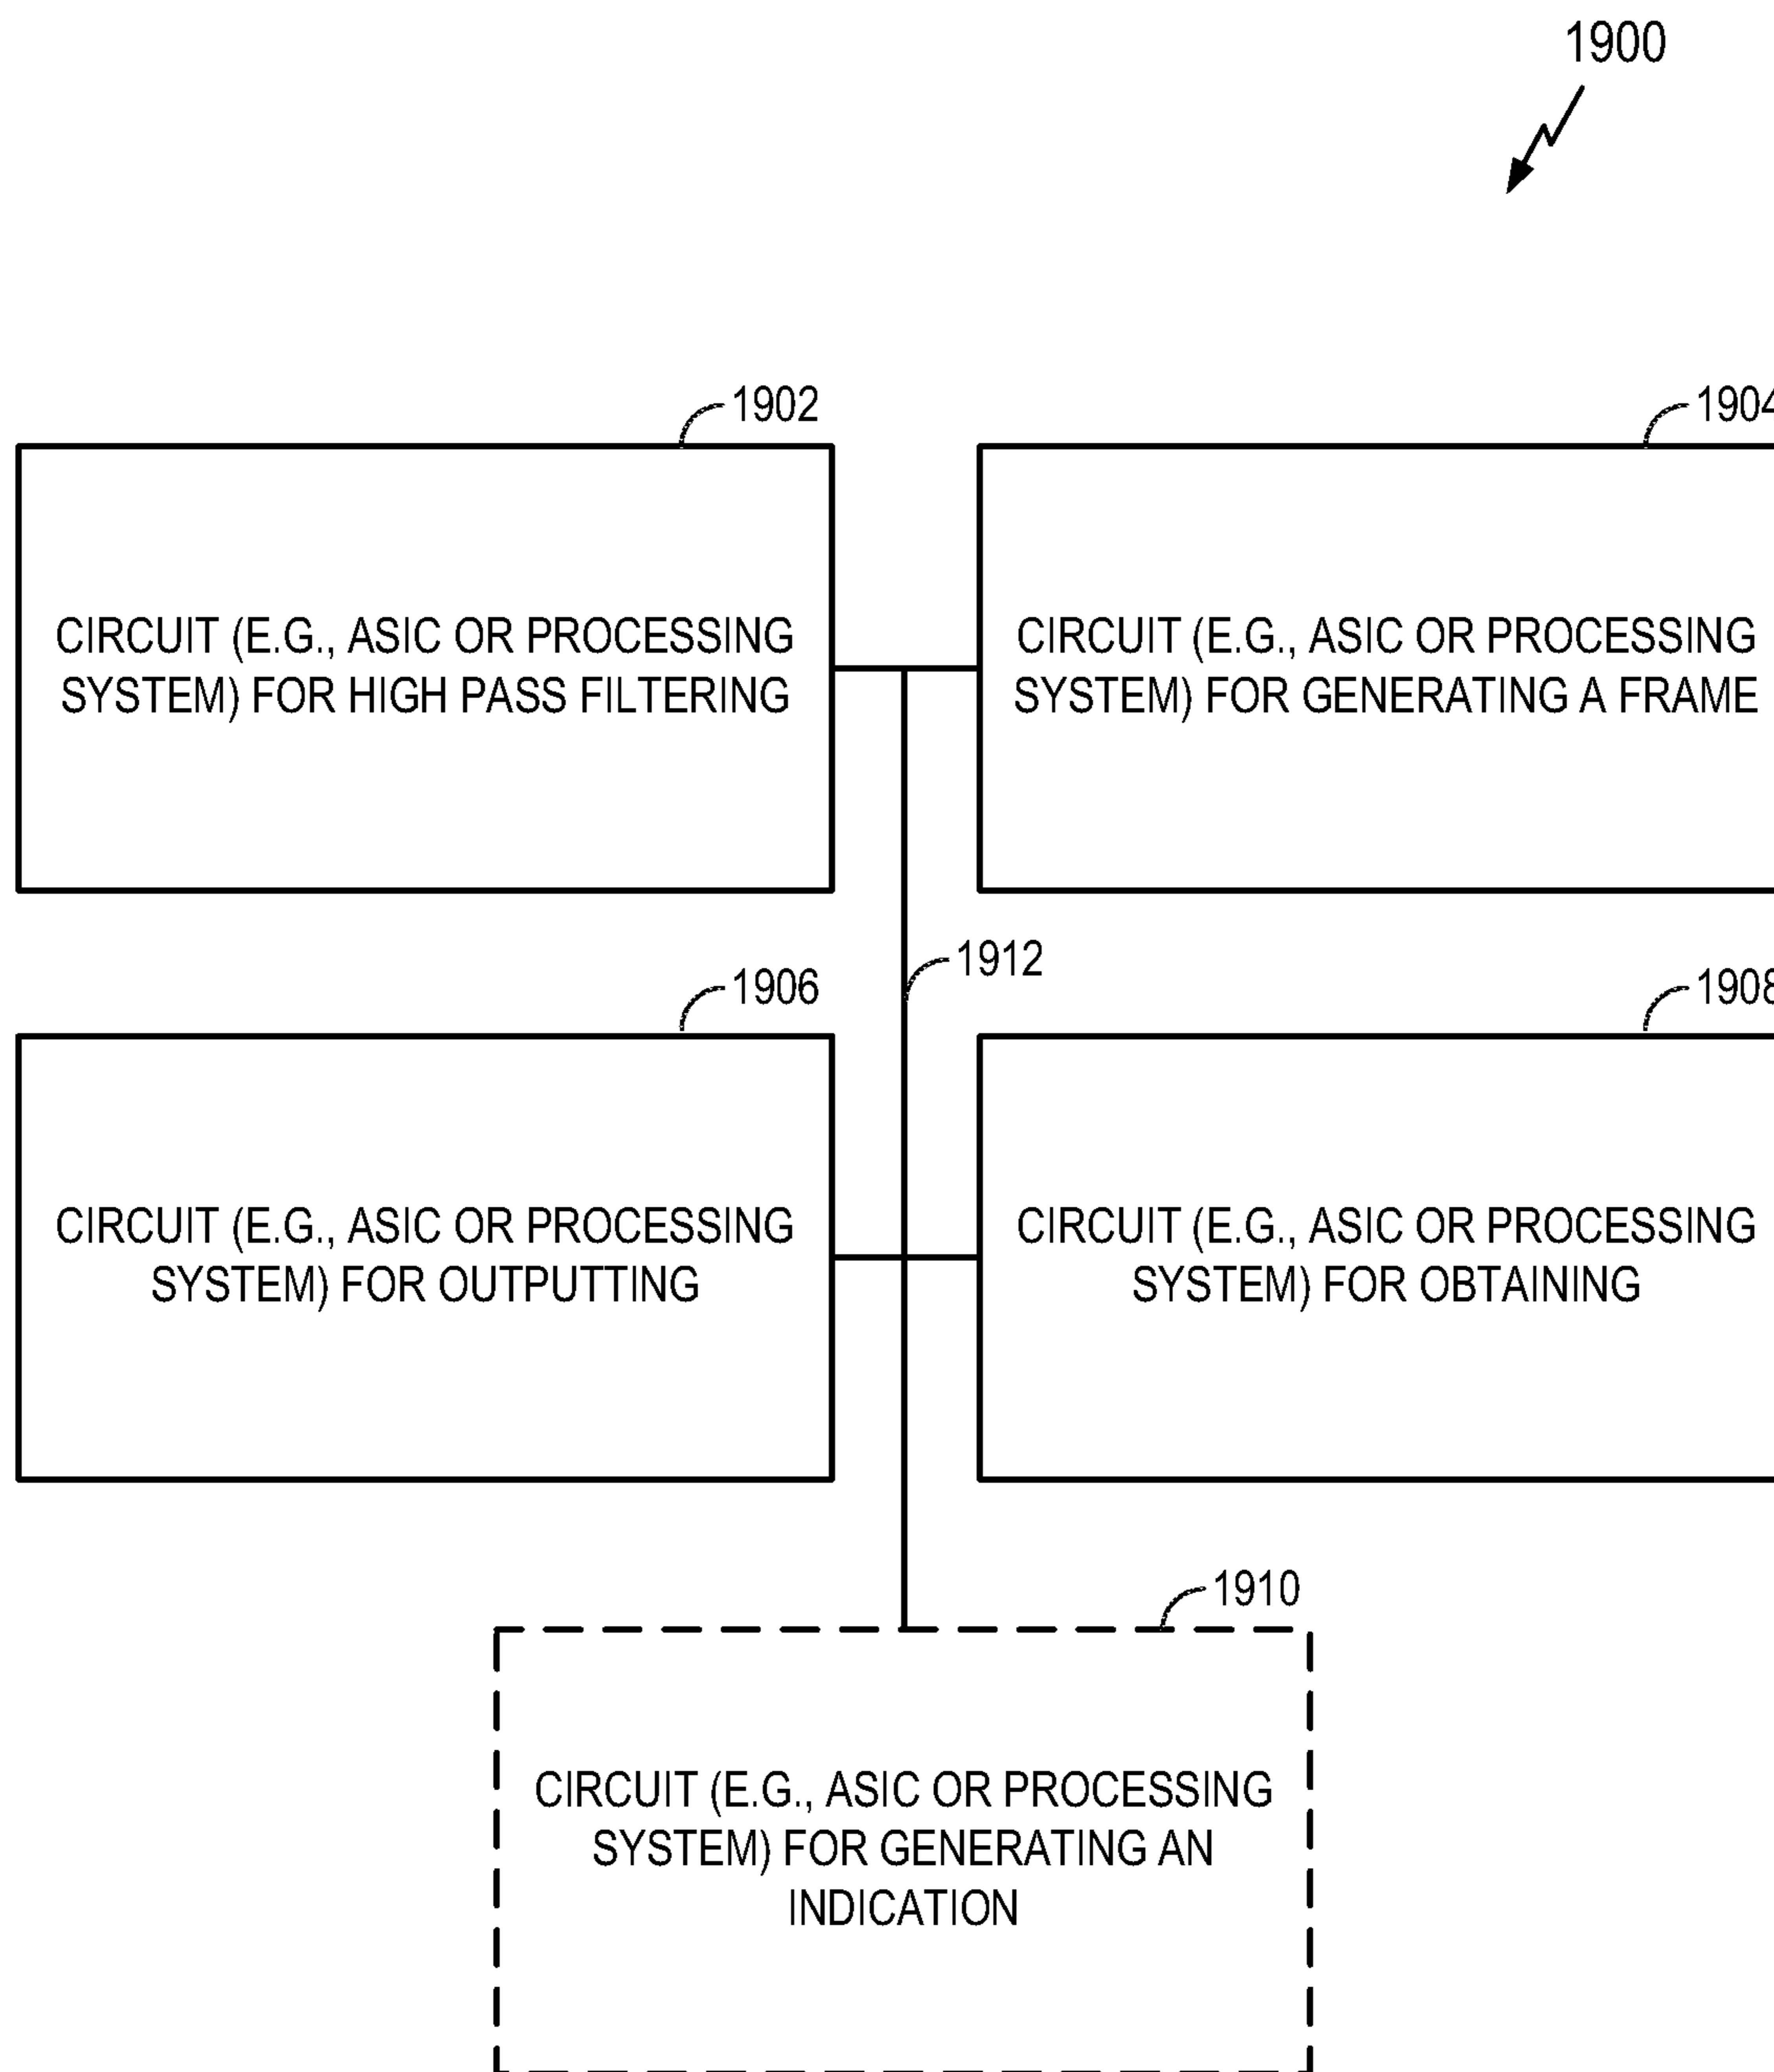 1900
1902
1904
CIRCUIT (E.G., ASIC OR PROCESSING
SYSTEM) FOR HIGH PASS FILTERING
CIRCUIT (E.G., ASIC OR PROCESSING
SYSTEM) FOR GENERATING A FRAME
1912
1906
1908
CIRCUIT (E.G., ASIC OR PROCESSING
SYSTEM) FOR OUTPUTTING
CIRCUIT (E.G., ASIC OR PROCESSING
SYSTEM) FOR OBTAINING
1910
CIRCUIT (E.G., ASIC OR PROCESSING
SYSTEM) FOR GENERATING AN
INDICATION